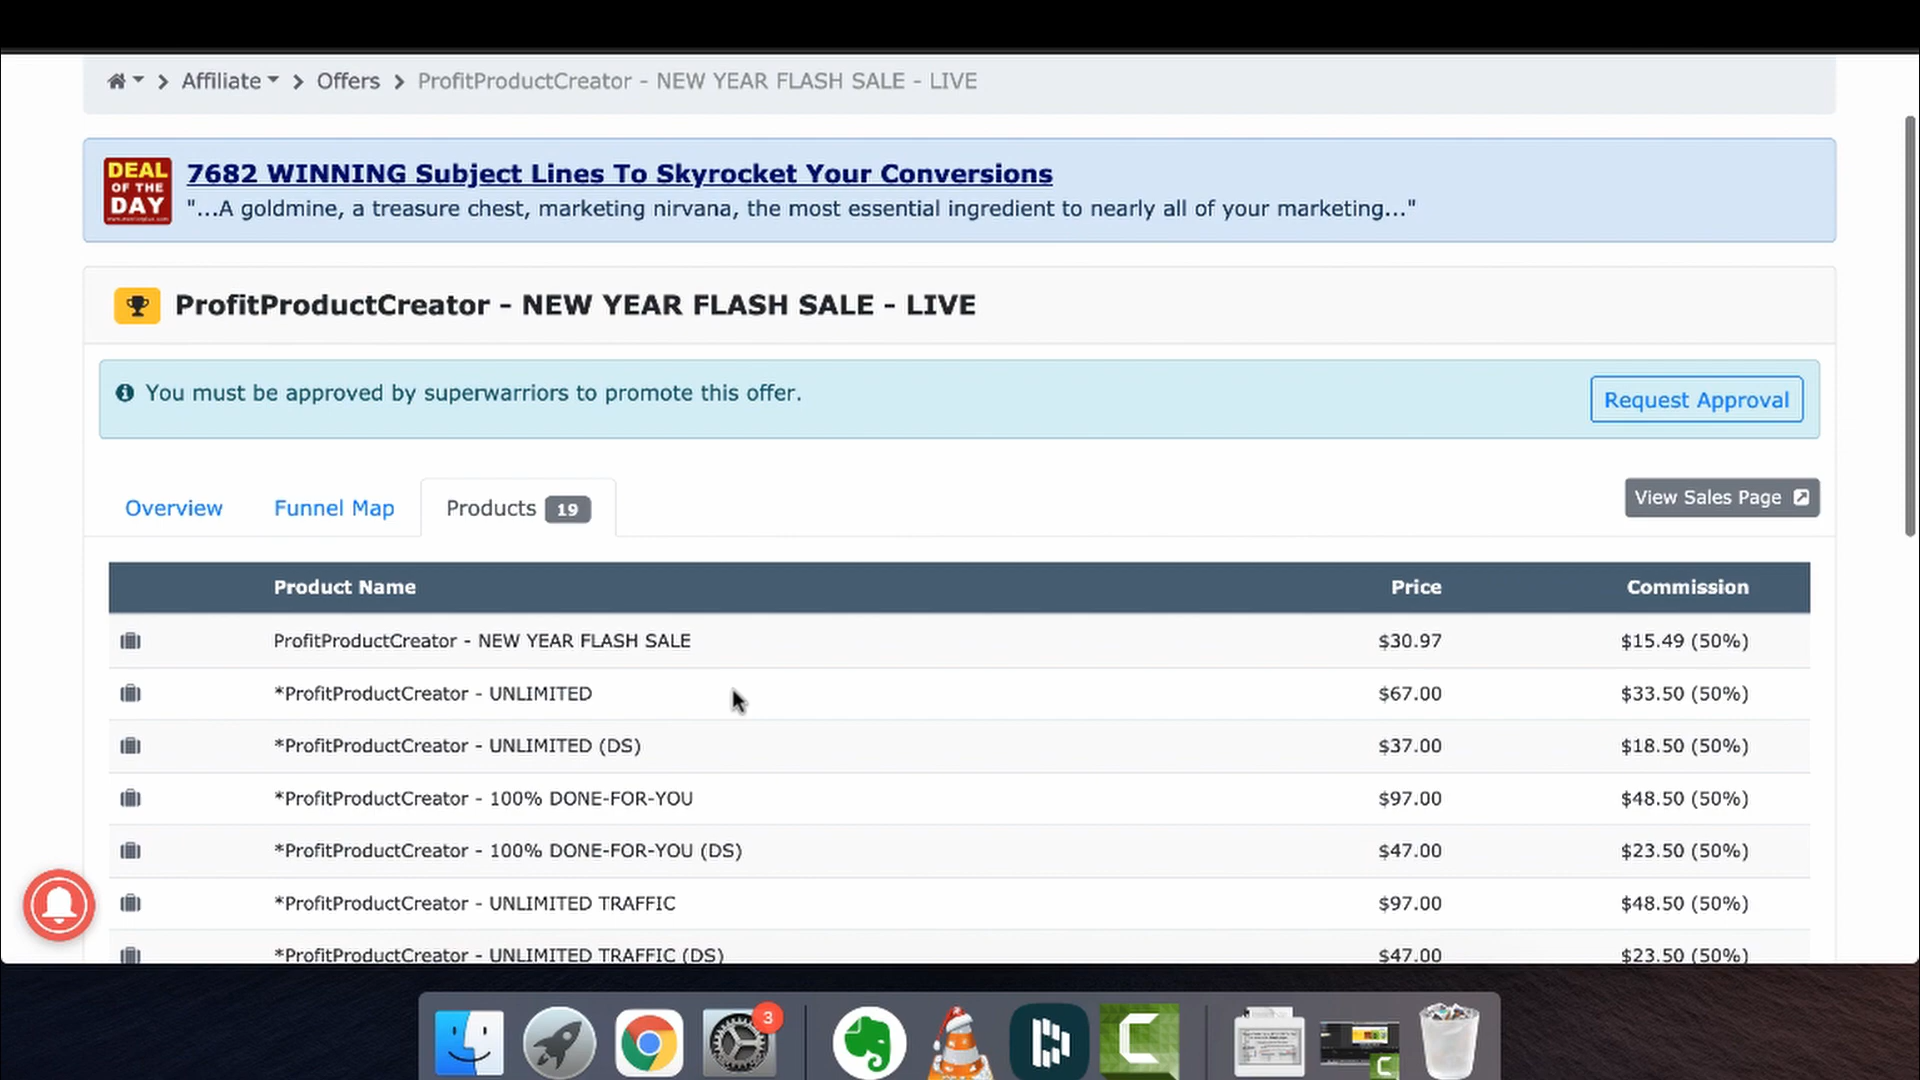 Affiliate Offers ProfitProductCreator - NEW YEAR FLASH SALE - LIVE
DEAL
OF THE
DAY
7682 WINNING Subject Lines To Skyrocket Your Conversions
"...A goldmine, a treasure chest, marketing nirvana, the most essential ingredient to nearly all of your marketing..."
ProfitProductCreator - NEW YEAR FLASH SALE - LIVE
You must be approved by superwarriors to promote this offer.
Request Approval
Overview Funnel Map Products 19
View Sales Page
Product Name Price Commission
ProfitProductCreator - NEW YEAR FLASH SALE $30.97 $15.49 (50%)
*ProfitProductCreator - UNLIMITED $67.00 $33.50 (50%)
*ProfitProductCreator - UNLIMITED (DS) $37.00 $18.50 (50%)
*ProfitProductCreator - 100% DONE-FOR-YOU $97.00 $48.50 (50%)
*ProfitProductCreator - 100% DONE-FOR-YOU (DS) $47.00 $23.50 (50%)
*ProfitProductCreator - UNLIMITED TRAFFIC $97.00 $48.50 (50%)
*ProfitProductCreator - UNLIMITED TRAFFIC (DS) $47.00 $23.50 (50%)
3